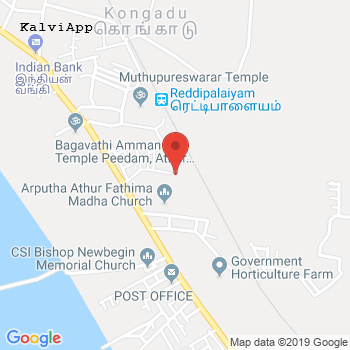 Kongadu
KalviApp
கொங்காடு
Indian Bank
இந்தியன்
வங்கி
Muthupureswarar Temple
Reddipalaiyam
ரெட்டிபாளையம்
Bagavathi Amman
Temple Peedam, Athur...
Arputha Athur Fathima
Madha Church
CSI Bishop Newbegin
Memorial Church
Government
Horticulture Farm
POST OFFICE
Google
Map data ©2019 Google